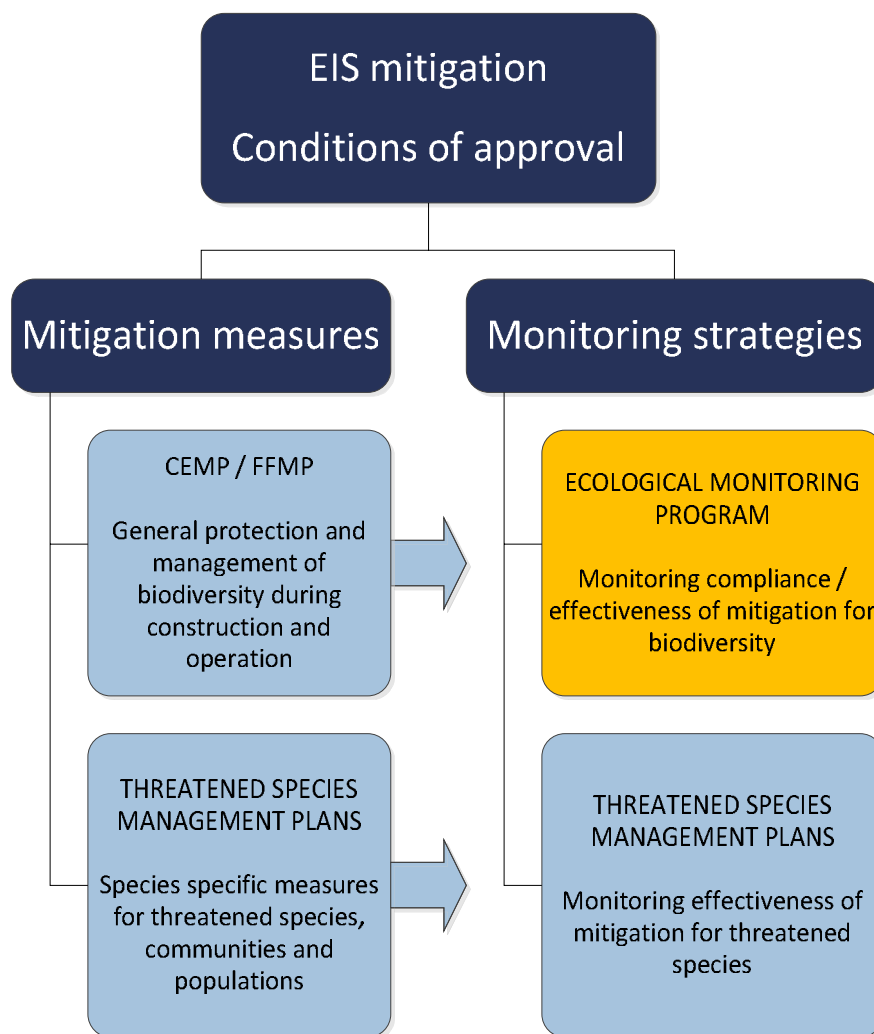 EIS mitigation
Conditions of approval
Mitigation measures
Monitoring strategies
CEMP / FFMP
General protection and
management of
biodiversity during
construction and
operation
ECOLOGICAL MONITORING
PROGRAM
Monitoring compliance /
effectiveness of mitigation for
biodiversity
THREATENED SPECIES
MANAGEMENT PLANS
Species specific measures
for threatened species,
communities and
populations
THREATENED SPECIES
MANAGEMENT PLANS
Monitoring effectiveness of
mitigation for threatened
species